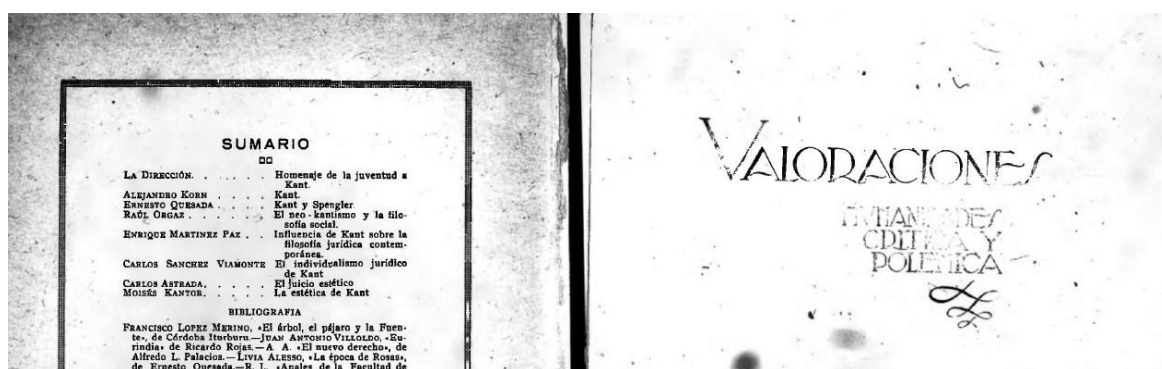 SUMARIO
LA DIRECCIÓN. . . . . . Homenaje de la juventud a
Kant.
ALEJANDRO KORN . . . . Kant.
ERNESTO QUESADA . . . . Kant y Spengler
RAÚL ORGAZ . . . . . . El neo-kantismo y la filo-
sofía social.
ENRIQUE MARTINEZ PAZ . . Influencia de Kant sobre la
filosofía jurídica contem-
poránea.
CARLOS SANCHEZ VIAMONTE El individualismo jurídico
de Kant
CARLOS ASTRADA. . . . . El juicio estético
MOISÉS KANTOR. . . . . La estética de Kant
BIBLIOGRAFIA
FRANCISCO LOPEZ MERINO, «El árbol, el pájaro y la Fuen-
te», de Córdoba Iturburu.—JUAN ANTONIO VILLOLDO, «Eu-
rindia» de Ricardo Rojas.—A. A. «El nuevo derecho», de
Alfredo L. Palacios.—LIVIA ALESSO, «La época de Rosas»,
de Ernesto Quesada.—R. L. «Anales de la Facultad de
VALORACIONES
HUMANIDADES
CRITICA Y
POLEMICA